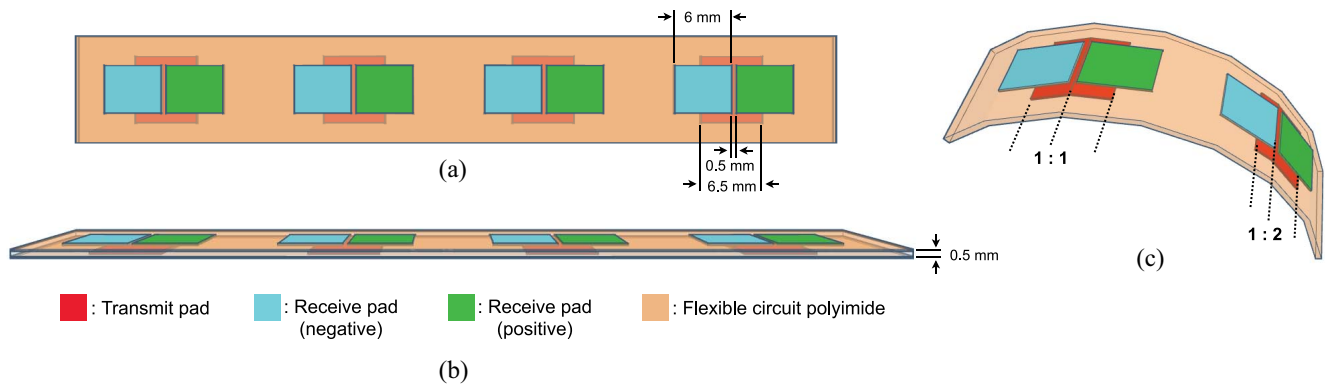 6 mm
0.5 mm
6.5 mm
(a)
1 : 1
1 : 2
(c)
0.5 mm
: Transmit pad
: Receive pad
(negative)
: Receive pad
(positive)
: Flexible circuit polyimide
(b)